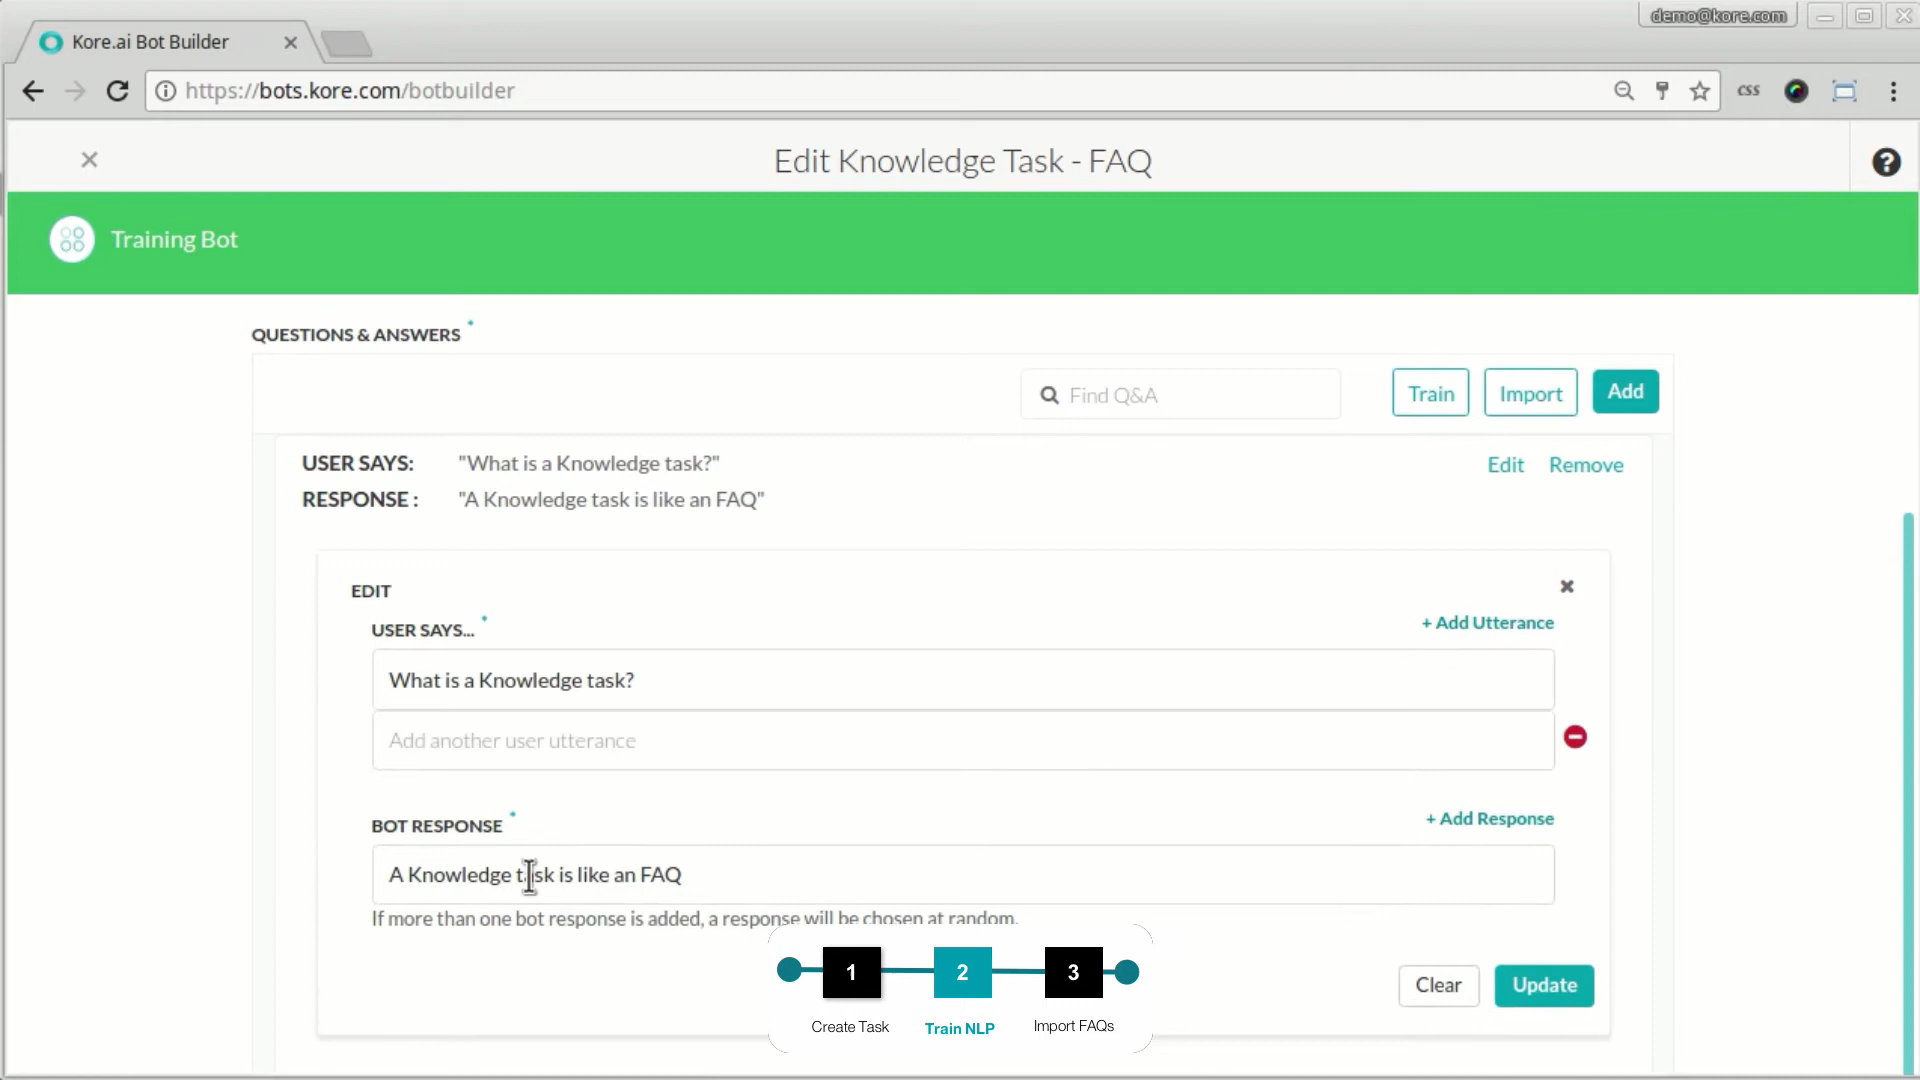 demo@kore.com
Kore.ai Bot Builder
https://bots.kore.com/botbuilder
css
Edit Knowledge Task - FAQ
Training Bot
QUESTIONS & ANSWERS *
Find Q&A
Train
Import
Add
USER SAYS: "What is a Knowledge task?"
Edit Remove
RESPONSE : "A Knowledge task is like an FAQ"
EDIT
USER SAYS... *
+ Add Utterance
What is a Knowledge task?
Add another user utterance
BOT RESPONSE *
+ Add Response
A Knowledge task is like an FAQ
If more than one bot response is added, a response will be chosen at random.
1 2 3
Create Task Train NLP Import FAQs
Clear
Update